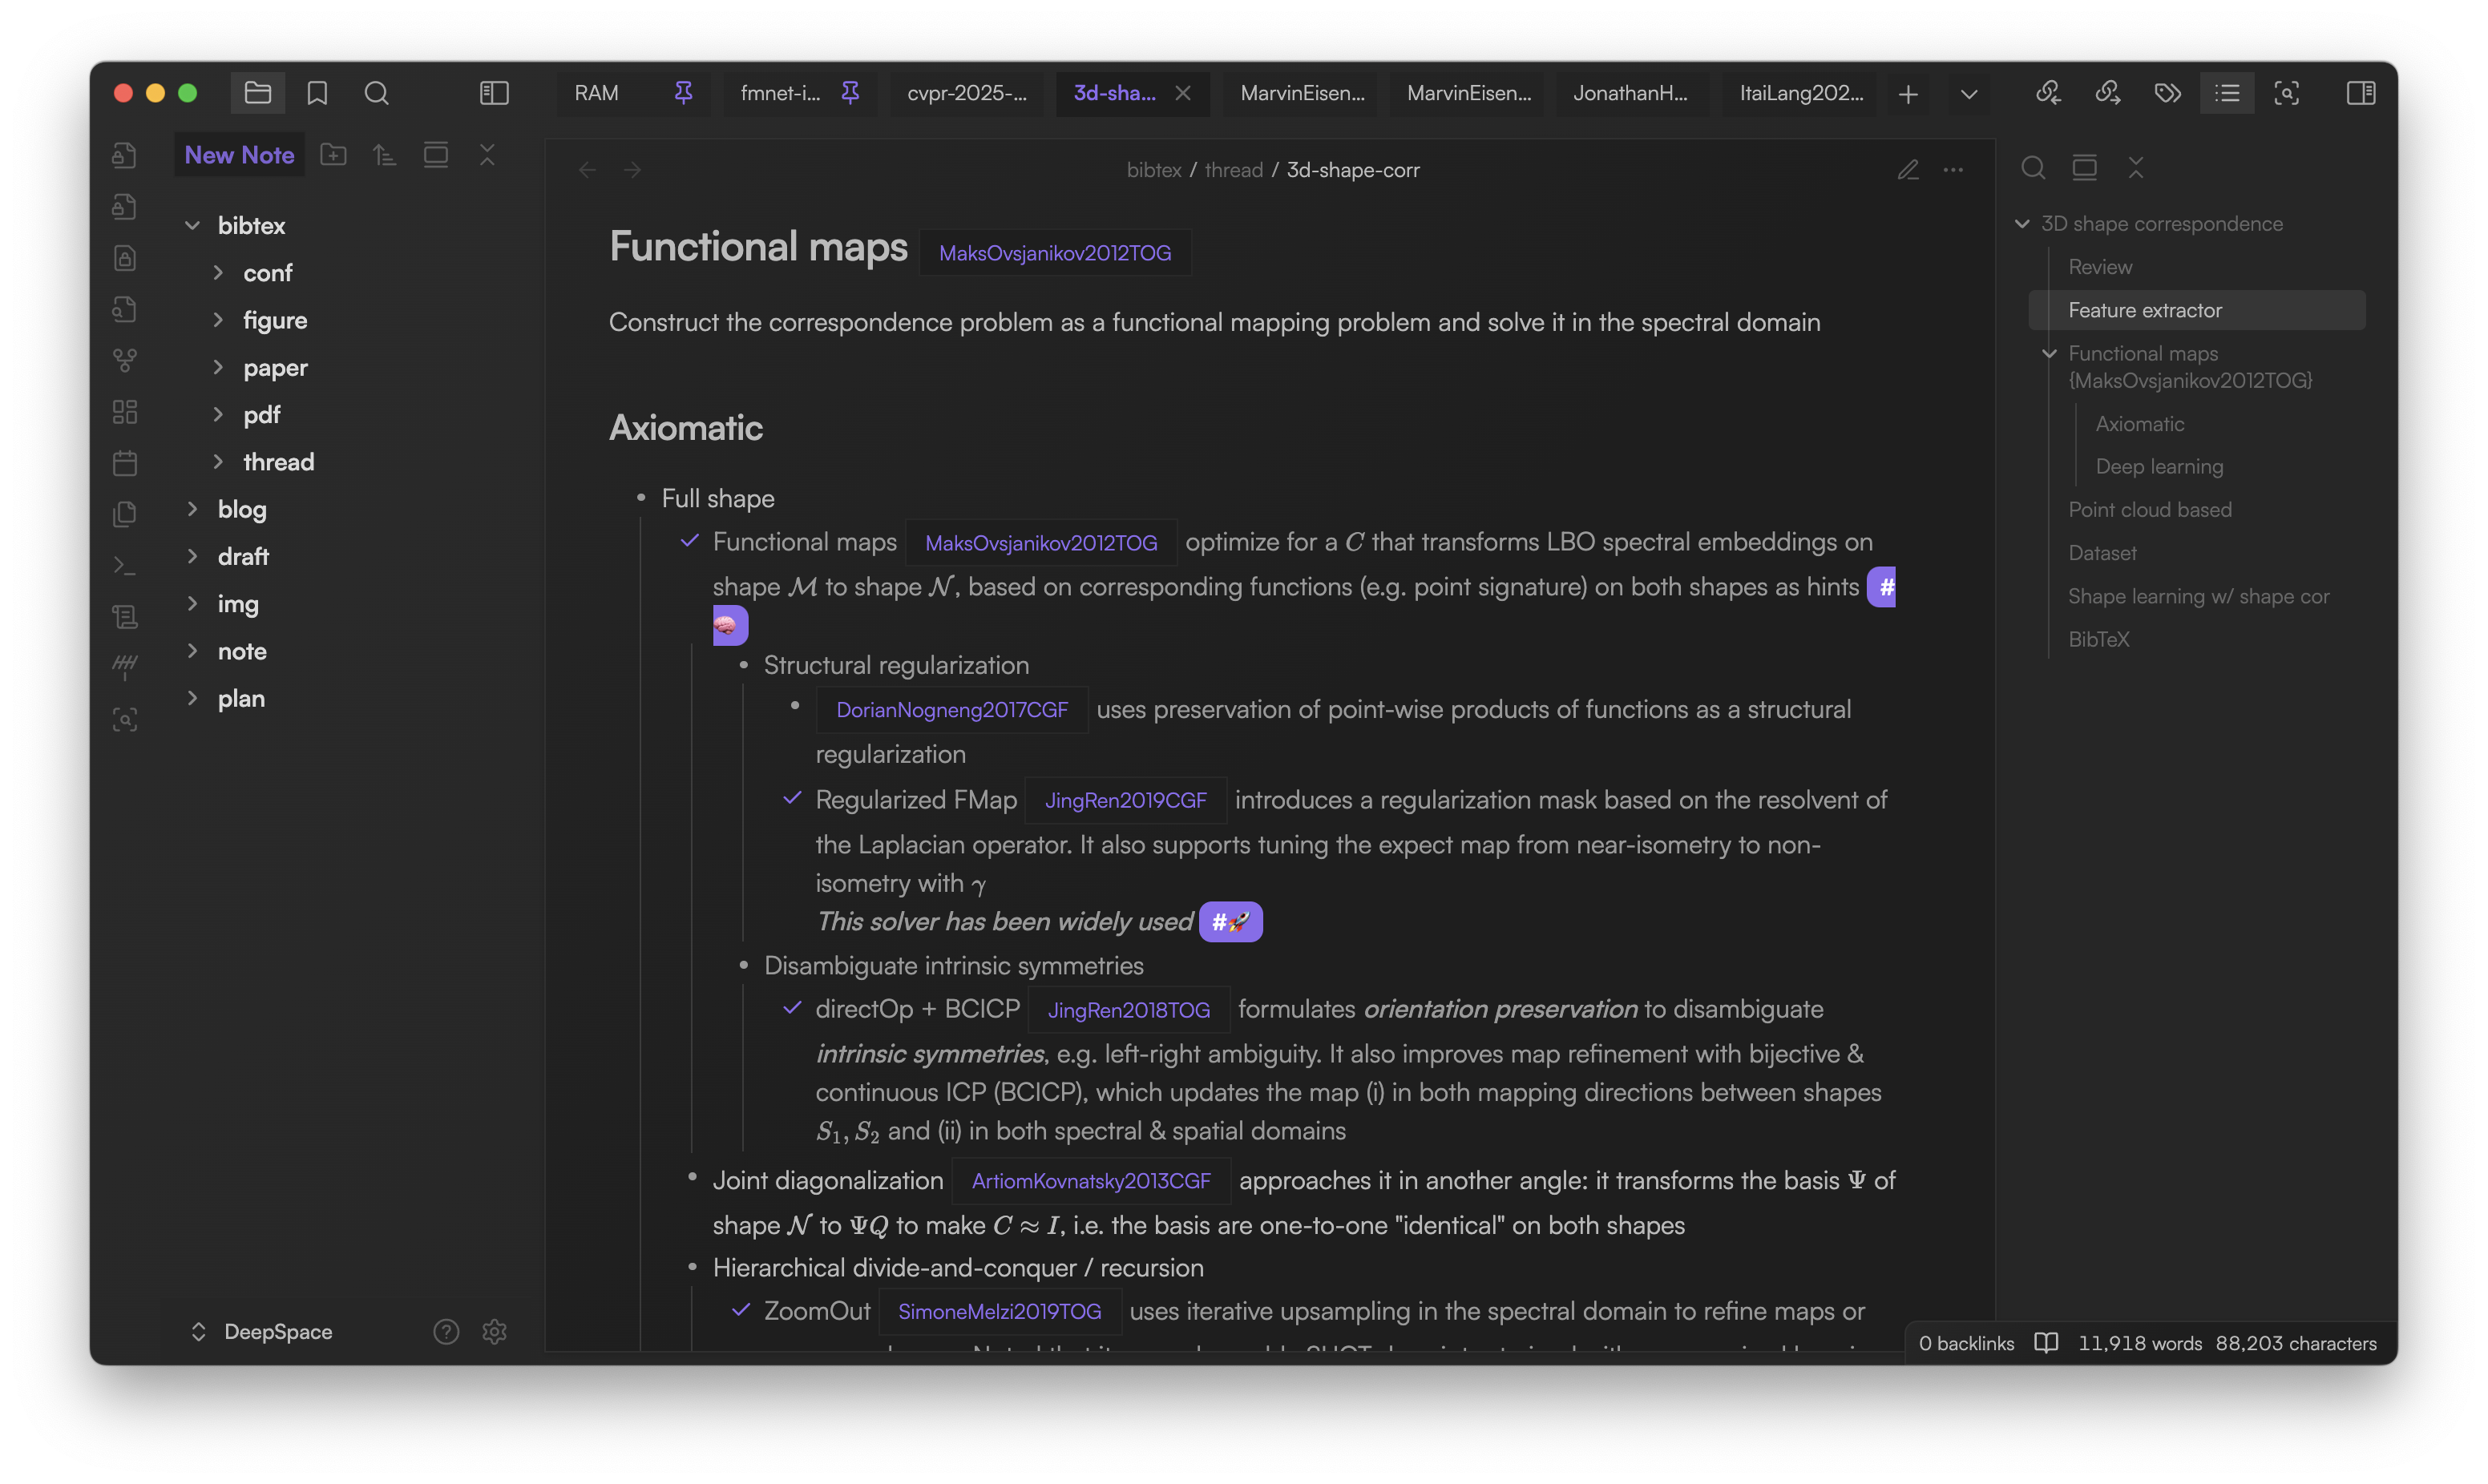 RAM
fmnet-i...
cvpr-2025-...
3d-sha...
MarvinEisen...
MarvinEisen...
JonathanH...
ItaiLang202...
New Note
bibtex
conf
figure
paper
pdf
thread
blog
draft
img
note
plan
DeepSpace
bibtex / thread / 3d-shape-corr
Functional maps MaksOvsjanikov2012TOG
Construct the correspondence problem as a functional mapping problem and solve it in the spectral domain
Axiomatic
Full shape
Functional maps MaksOvsjanikov2012TOG optimize for a C that transforms LBO spectral embeddings on
shape M to shape N, based on corresponding functions (e.g. point signature) on both shapes as hints #
🧠
Structural regularization
DorianNogneng2017CGF uses preservation of point-wise products of functions as a structural
regularization
Regularized FMap JingRen2019CGF introduces a regularization mask based on the resolvent of
the Laplacian operator. It also supports tuning the expect map from near-isometry to non-
isometry with γ
This solver has been widely used #🚀
Disambiguate intrinsic symmetries
directOp + BCICP JingRen2018TOG formulates orientation preservation to disambiguate
intrinsic symmetries, e.g. left-right ambiguity. It also improves map refinement with bijective &
continuous ICP (BCICP), which updates the map (i) in both mapping directions between shapes
S₁, S₂ and (ii) in both spectral & spatial domains
Joint diagonalization ArtiomKovnatsky2013CGF approaches it in another angle: it transforms the basis Ψ of
shape N to ΨQ to make C ≈ I, i.e. the basis are one-to-one "identical" on both shapes
Hierarchical divide-and-conquer / recursion
ZoomOut SimoneMelzi2019TOG uses iterative upsampling in the spectral domain to refine maps or
3D shape correspondence
Review
Feature extractor
Functional maps
{MaksOvsjanikov2012TOG}
Axiomatic
Deep learning
Point cloud based
Dataset
Shape learning w/ shape cor
BibTeX
0 backlinks 11,918 words 88,203 characters